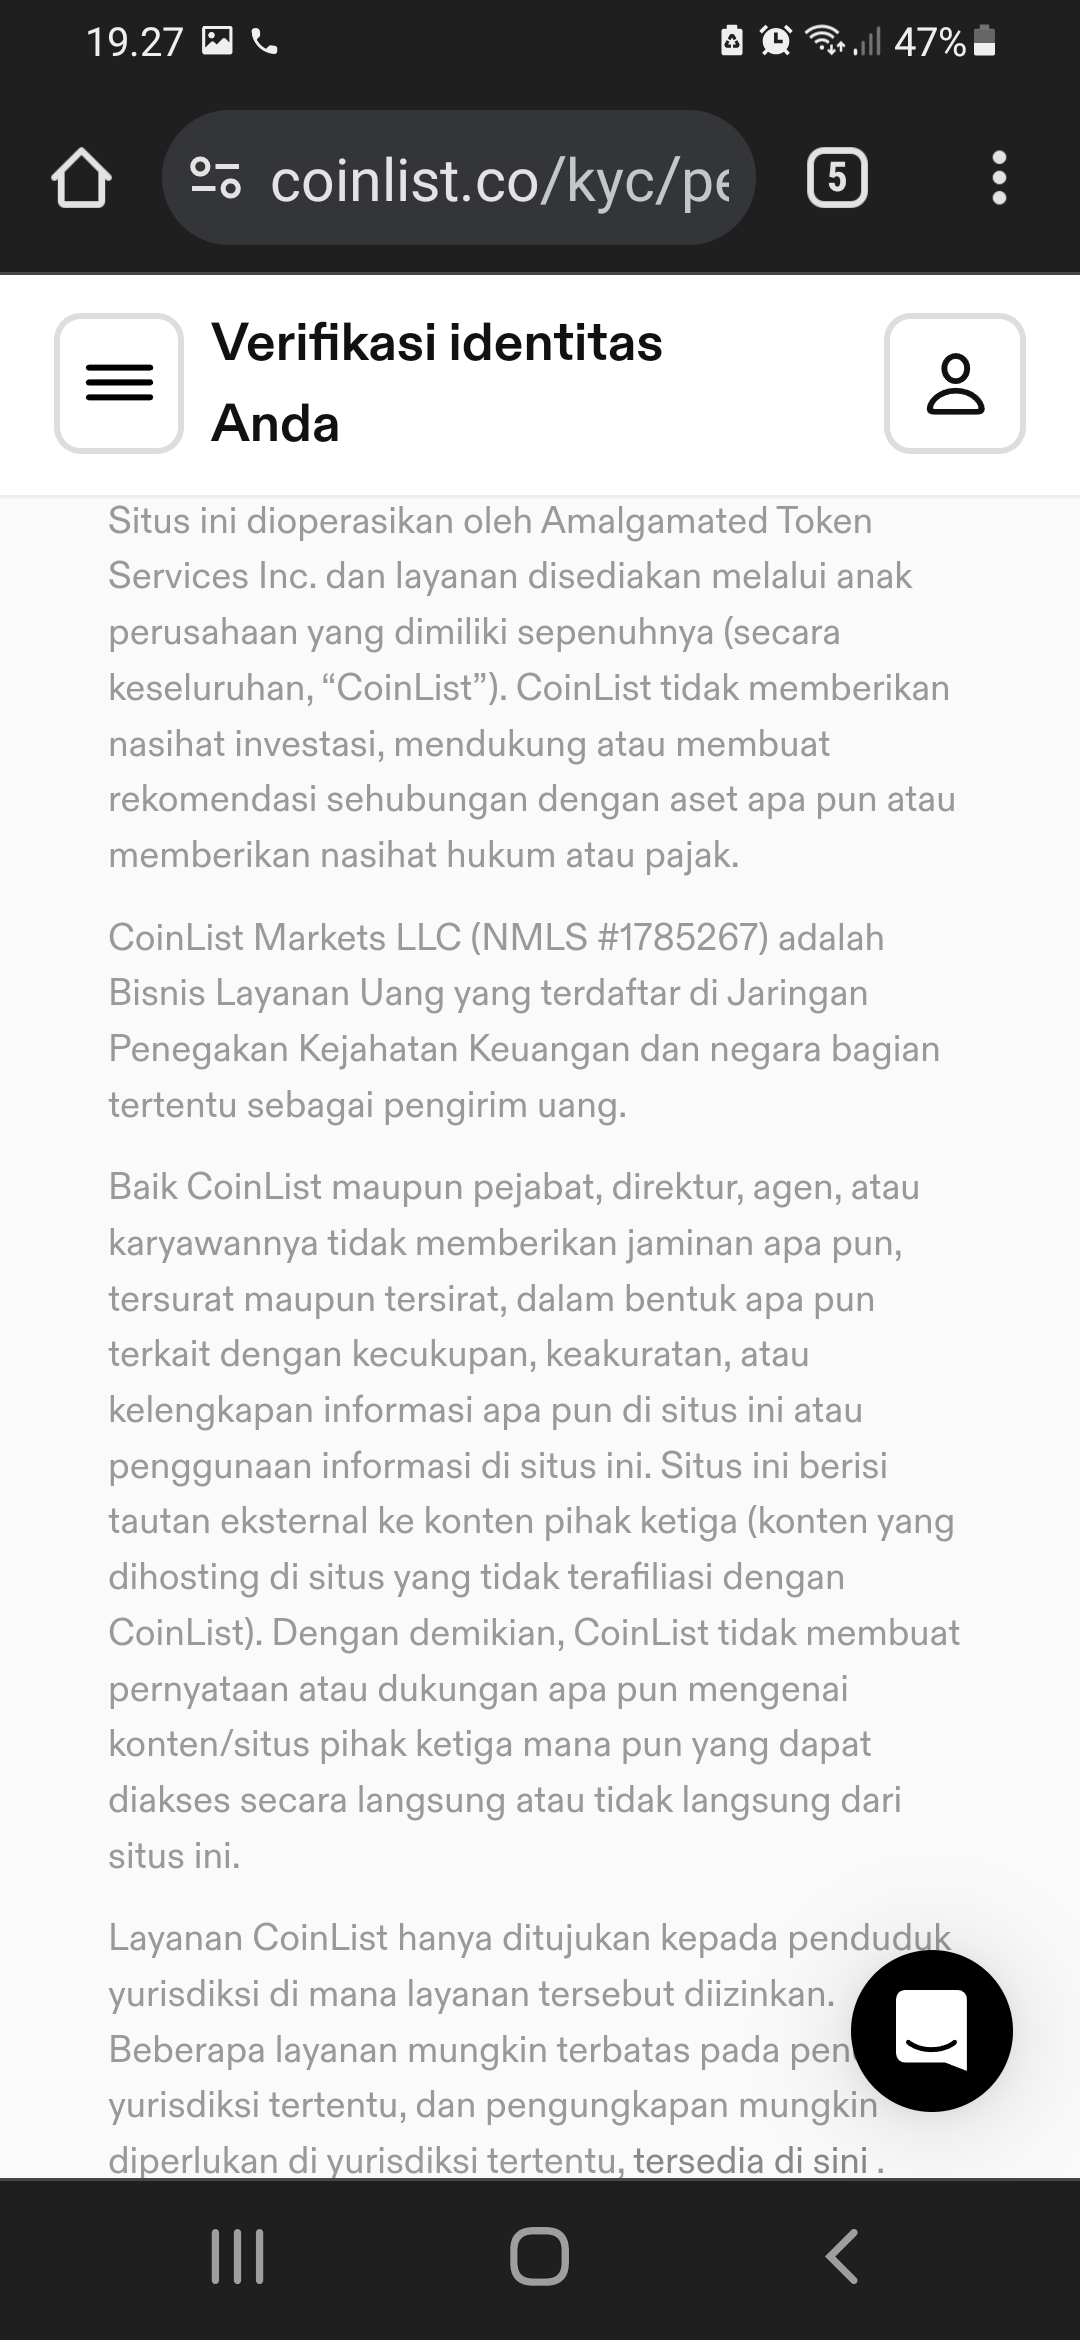 19.27
47%
coinlist.co/kyc/pe
5
Verifikasi identitas
Anda
Situs ini dioperasikan oleh Amalgamated Token
Services Inc. dan layanan disediakan melalui anak
perusahaan yang dimiliki sepenuhnya (secara
keseluruhan, “CoinList”). CoinList tidak memberikan
nasihat investasi, mendukung atau membuat
rekomendasi sehubungan dengan aset apa pun atau
memberikan nasihat hukum atau pajak.
CoinList Markets LLC (NMLS #1785267) adalah
Bisnis Layanan Uang yang terdaftar di Jaringan
Penegakan Kejahatan Keuangan dan negara bagian
tertentu sebagai pengirim uang.
Baik CoinList maupun pejabat, direktur, agen, atau
karyawannya tidak memberikan jaminan apa pun,
tersurat maupun tersirat, dalam bentuk apa pun
terkait dengan kecukupan, keakuratan, atau
kelengkapan informasi apa pun di situs ini atau
penggunaan informasi di situs ini. Situs ini berisi
tautan eksternal ke konten pihak ketiga (konten yang
dihosting di situs yang tidak terafiliasi dengan
CoinList). Dengan demikian, CoinList tidak membuat
pernyataan atau dukungan apa pun mengenai
konten/situs pihak ketiga mana pun yang dapat
diakses secara langsung atau tidak langsung dari
situs ini.
Layanan CoinList hanya ditujukan kepada penduduk
yurisdiksi di mana layanan tersebut diizinkan.
Beberapa layanan mungkin terbatas pada pen
yurisdiksi tertentu, dan pengungkapan mungkin
diperlukan di yurisdiksi tertentu, tersedia di sini .